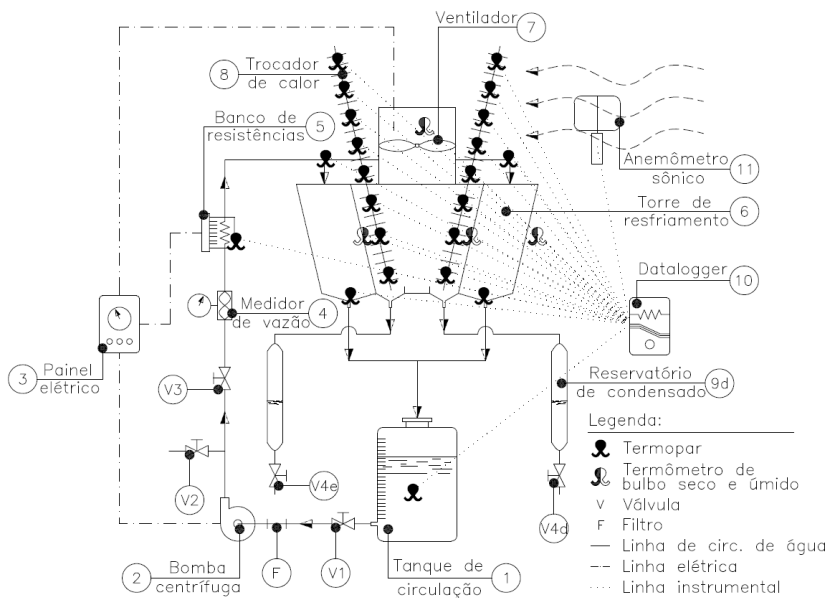 Ventilador
7
8
Trocador
de calor
Banco de
resistências
5
Anemômetro
sônico
11
Torre de
resfriamento
6
Datalogger
10
Medidor
de vazão
4
3
Painel
elétrico
V3
Reservatório
de condensado
9d
V2
V4e
V4d
2
Bomba
centrífuga
F
V1
Tanque de
circulação
1
Legenda:
Termopar
Termômetro de
bulbo seco e úmido
V Válvula
F Filtro
Linha de circ. de água
Linha elétrica
Linha instrumental